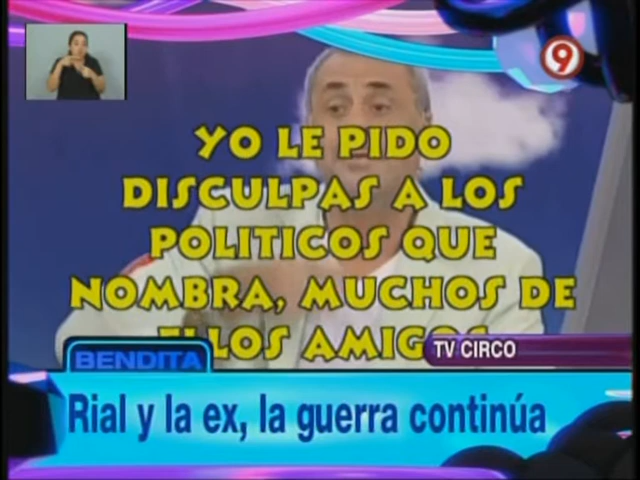 9
YO LE PIDO
DISCULPAS A LOS
POLITICOS QUE
NOMBRA, MUCHOS DE
ELLOS AMIGOS
TV CIRCO
BENDITA
Rial y la ex, la guerra continúa